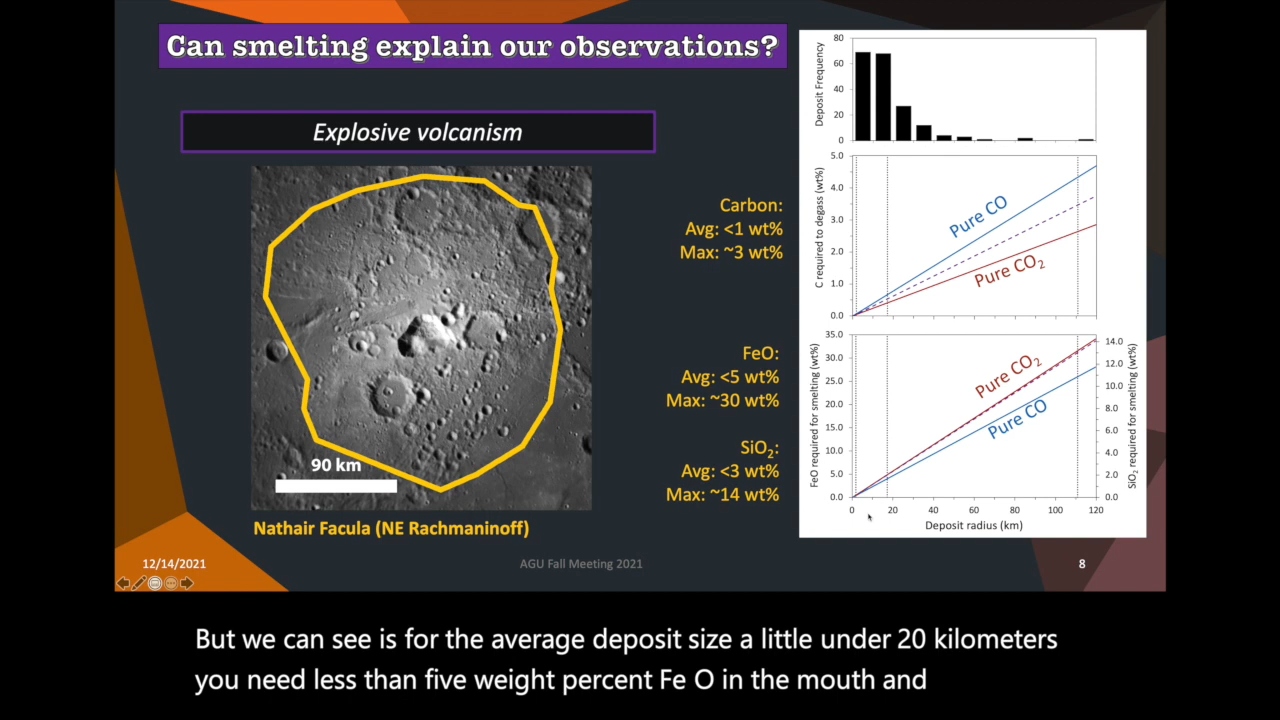 Can smelting explain our observations?
Explosive volcanism
90 km
Nathair Facula (NE Rachmaninoff)
Carbon:
Avg: <1 wt%
Max: ~3 wt%
FeO:
Avg: <5 wt%
Max: ~30 wt%
SiO₂:
Avg: <3 wt%
Max: ~14 wt%
Deposit Frequency
80
60
40
20
0
C required to degass (wt%)
5.0
4.0
3.0
2.0
1.0
0.0
Pure CO
Pure CO₂
FeO required for smelting (wt%)
35.0
30.0
25.0
20.0
15.0
10.0
5.0
0.0
Pure CO₂
Pure CO
14.0
12.0
10.0
8.0
6.0
4.0
2.0
0.0
SiO₂ required for smelting (wt%)
0 20 40 60 80 100 120
Deposit radius (km)
12/14/2021
AGU Fall Meeting 2021
8
But we can see is for the average deposit size a little under 20 kilometers
you need less than five weight percent Fe O in the mouth and